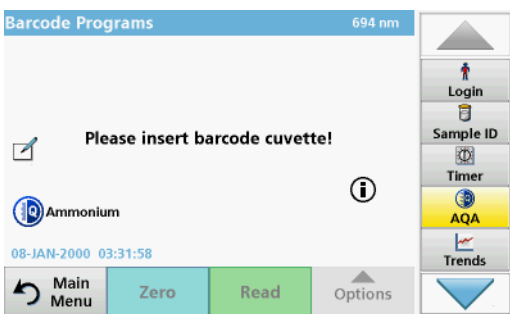 Barcode Programs 694 nm
Please insert barcode cuvette!
Ammonium
08-JAN-2000 03:31:58
Main
Menu
Zero
Read
Options
Login
Sample ID
Timer
AQA
Trends